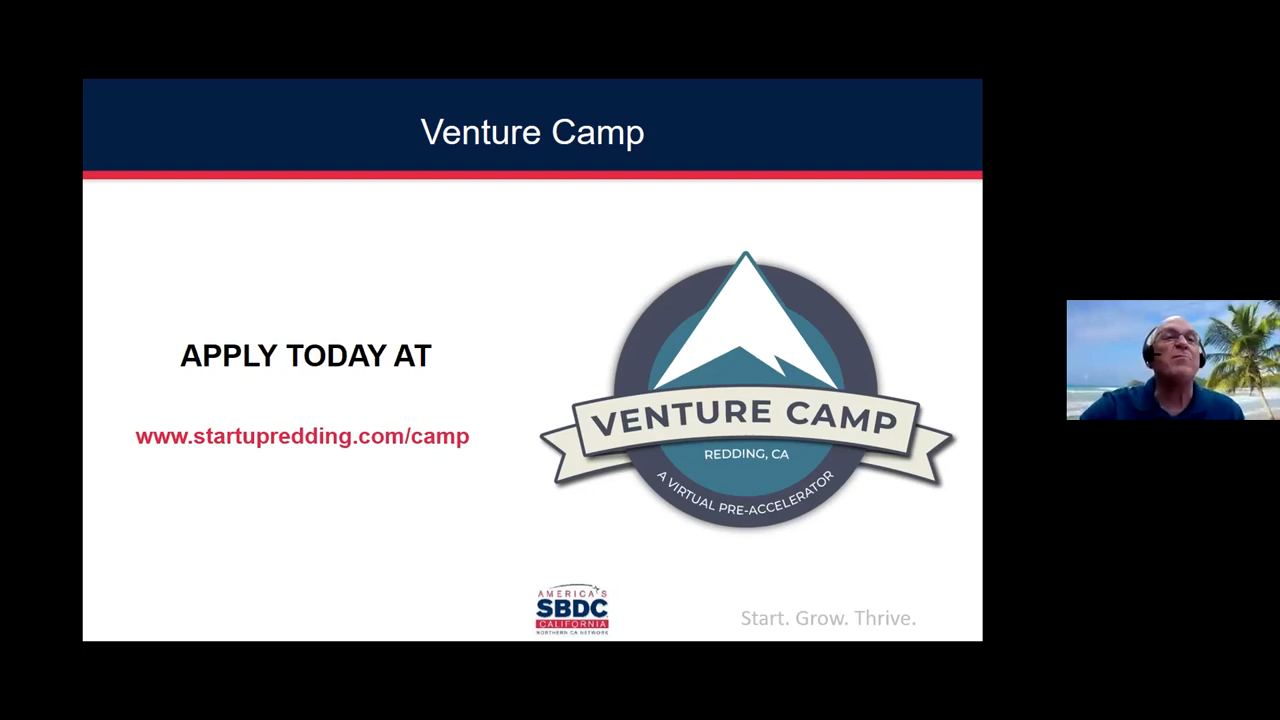 Venture Camp
APPLY TODAY AT
www.startupredding.com/camp
VENTURE CAMP
REDDING, CA
A VIRTUAL PRE-ACCELERATOR
AMERICA'S
SBDC
CALIFORNIA
NORTHERN CA NETWORK
Start. Grow. Thrive.